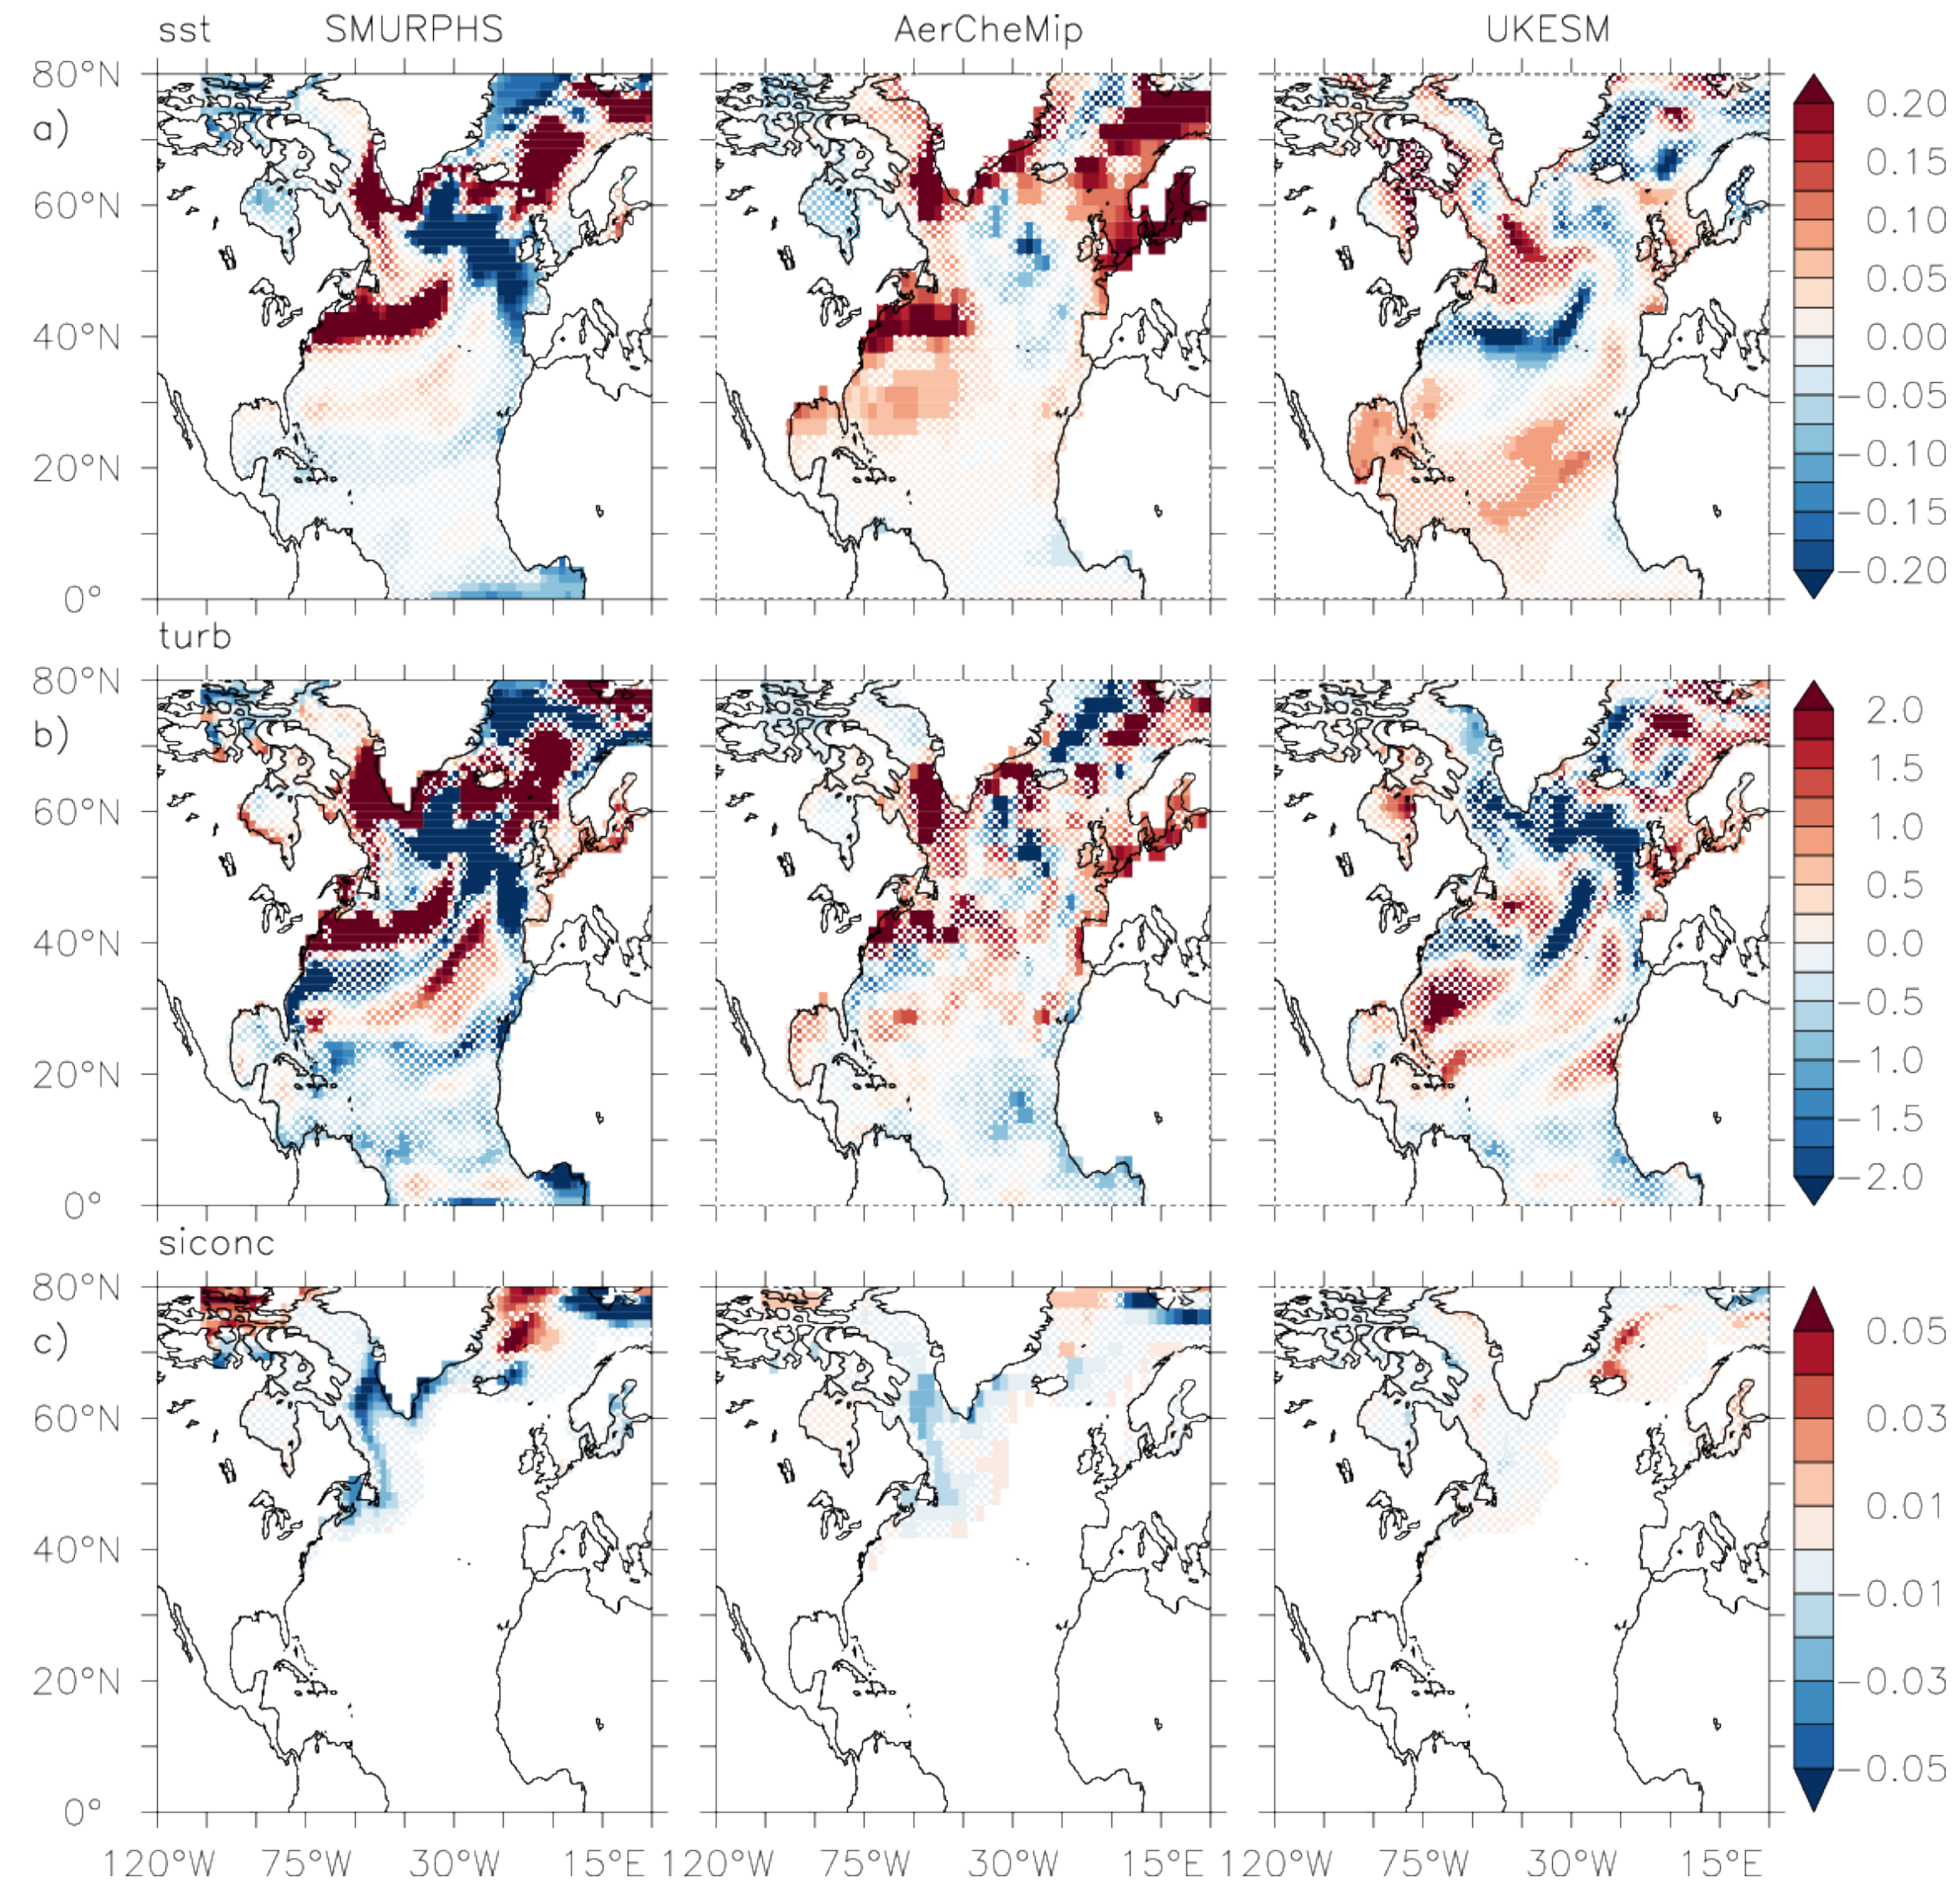 sst SMURPHS AerCheMip UKESM
a)
80°N
60°N
40°N
20°N
0°
0.20
0.15
0.10
0.05
0.00
−0.05
−0.10
−0.15
−0.20
turb
b)
80°N
60°N
40°N
20°N
0°
2.0
1.5
1.0
0.5
0.0
−0.5
−1.0
−1.5
−2.0
siconc
c)
80°N
60°N
40°N
20°N
0°
0.05
0.03
0.01
−0.01
−0.03
−0.05
120°W 75°W 30°W 15°E 120°W 75°W 30°W 15°E 120°W 75°W 30°W 15°E